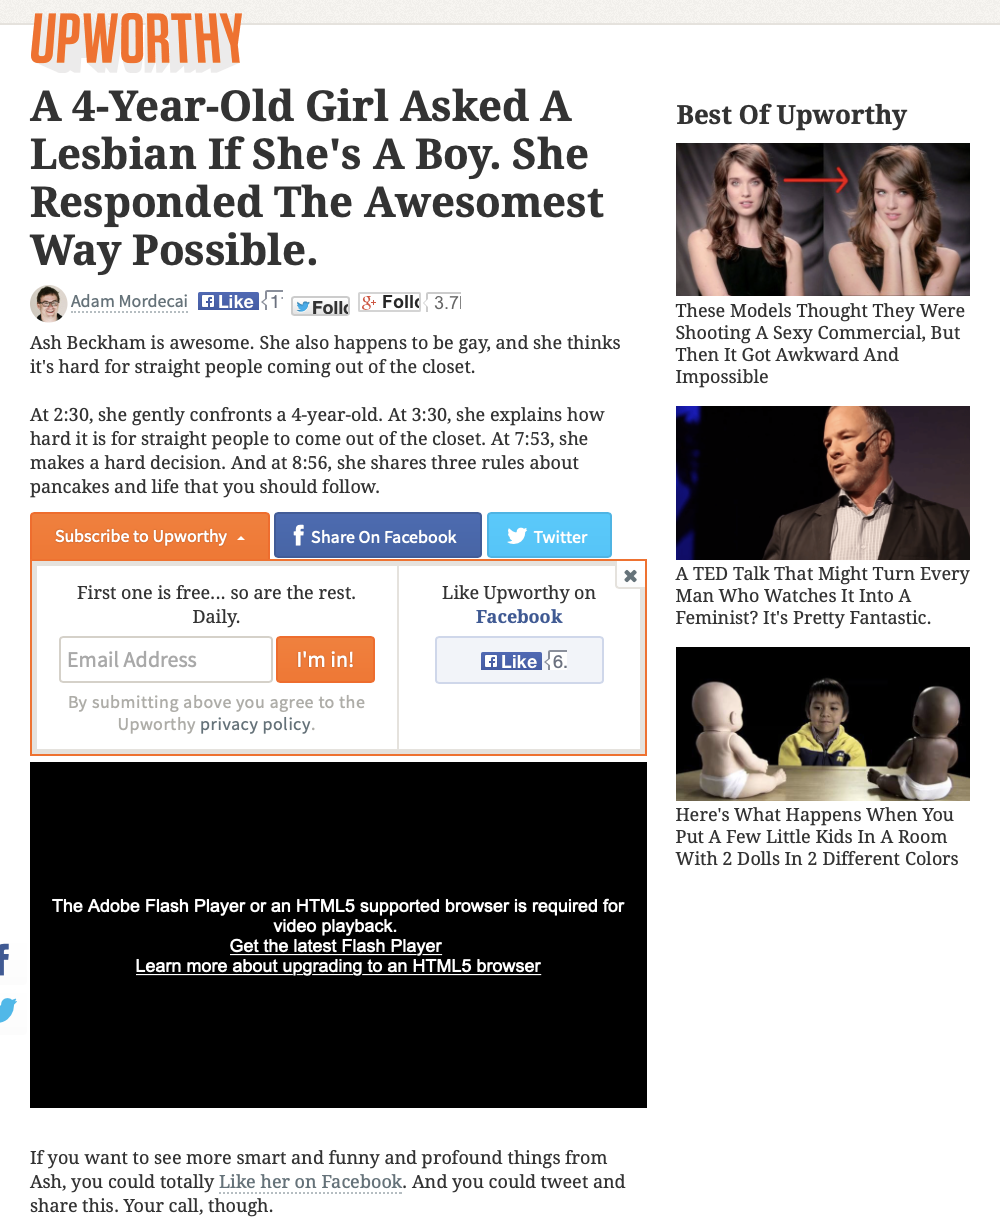 UPWORTHY
A 4-Year-Old Girl Asked A
Lesbian If She's A Boy. She
Responded The Awesomest
Way Possible.
Adam Mordecai
Like
1
Foll
Foll
3.7
Ash Beckham is awesome. She also happens to be gay, and she thinks
it's hard for straight people coming out of the closet.
At 2:30, she gently confronts a 4-year-old. At 3:30, she explains how
hard it is for straight people to come out of the closet. At 7:53, she
makes a hard decision. And at 8:56, she shares three rules about
pancakes and life that you should follow.
Subscribe to Upworthy
Share On Facebook
Twitter
First one is free... so are the rest.
Daily.
Email Address
I'm in!
By submitting above you agree to the
Upworthy privacy policy.
Like Upworthy on
Facebook
Like
6.
The Adobe Flash Player or an HTML5 supported browser is required for
video playback.
Get the latest Flash Player
Learn more about upgrading to an HTML5 browser
If you want to see more smart and funny and profound things from
Ash, you could totally Like her on Facebook. And you could tweet and
share this. Your call, though.
Best Of Upworthy
These Models Thought They Were
Shooting A Sexy Commercial, But
Then It Got Awkward And
Impossible
A TED Talk That Might Turn Every
Man Who Watches It Into A
Feminist? It's Pretty Fantastic.
Here's What Happens When You
Put A Few Little Kids In A Room
With 2 Dolls In 2 Different Colors